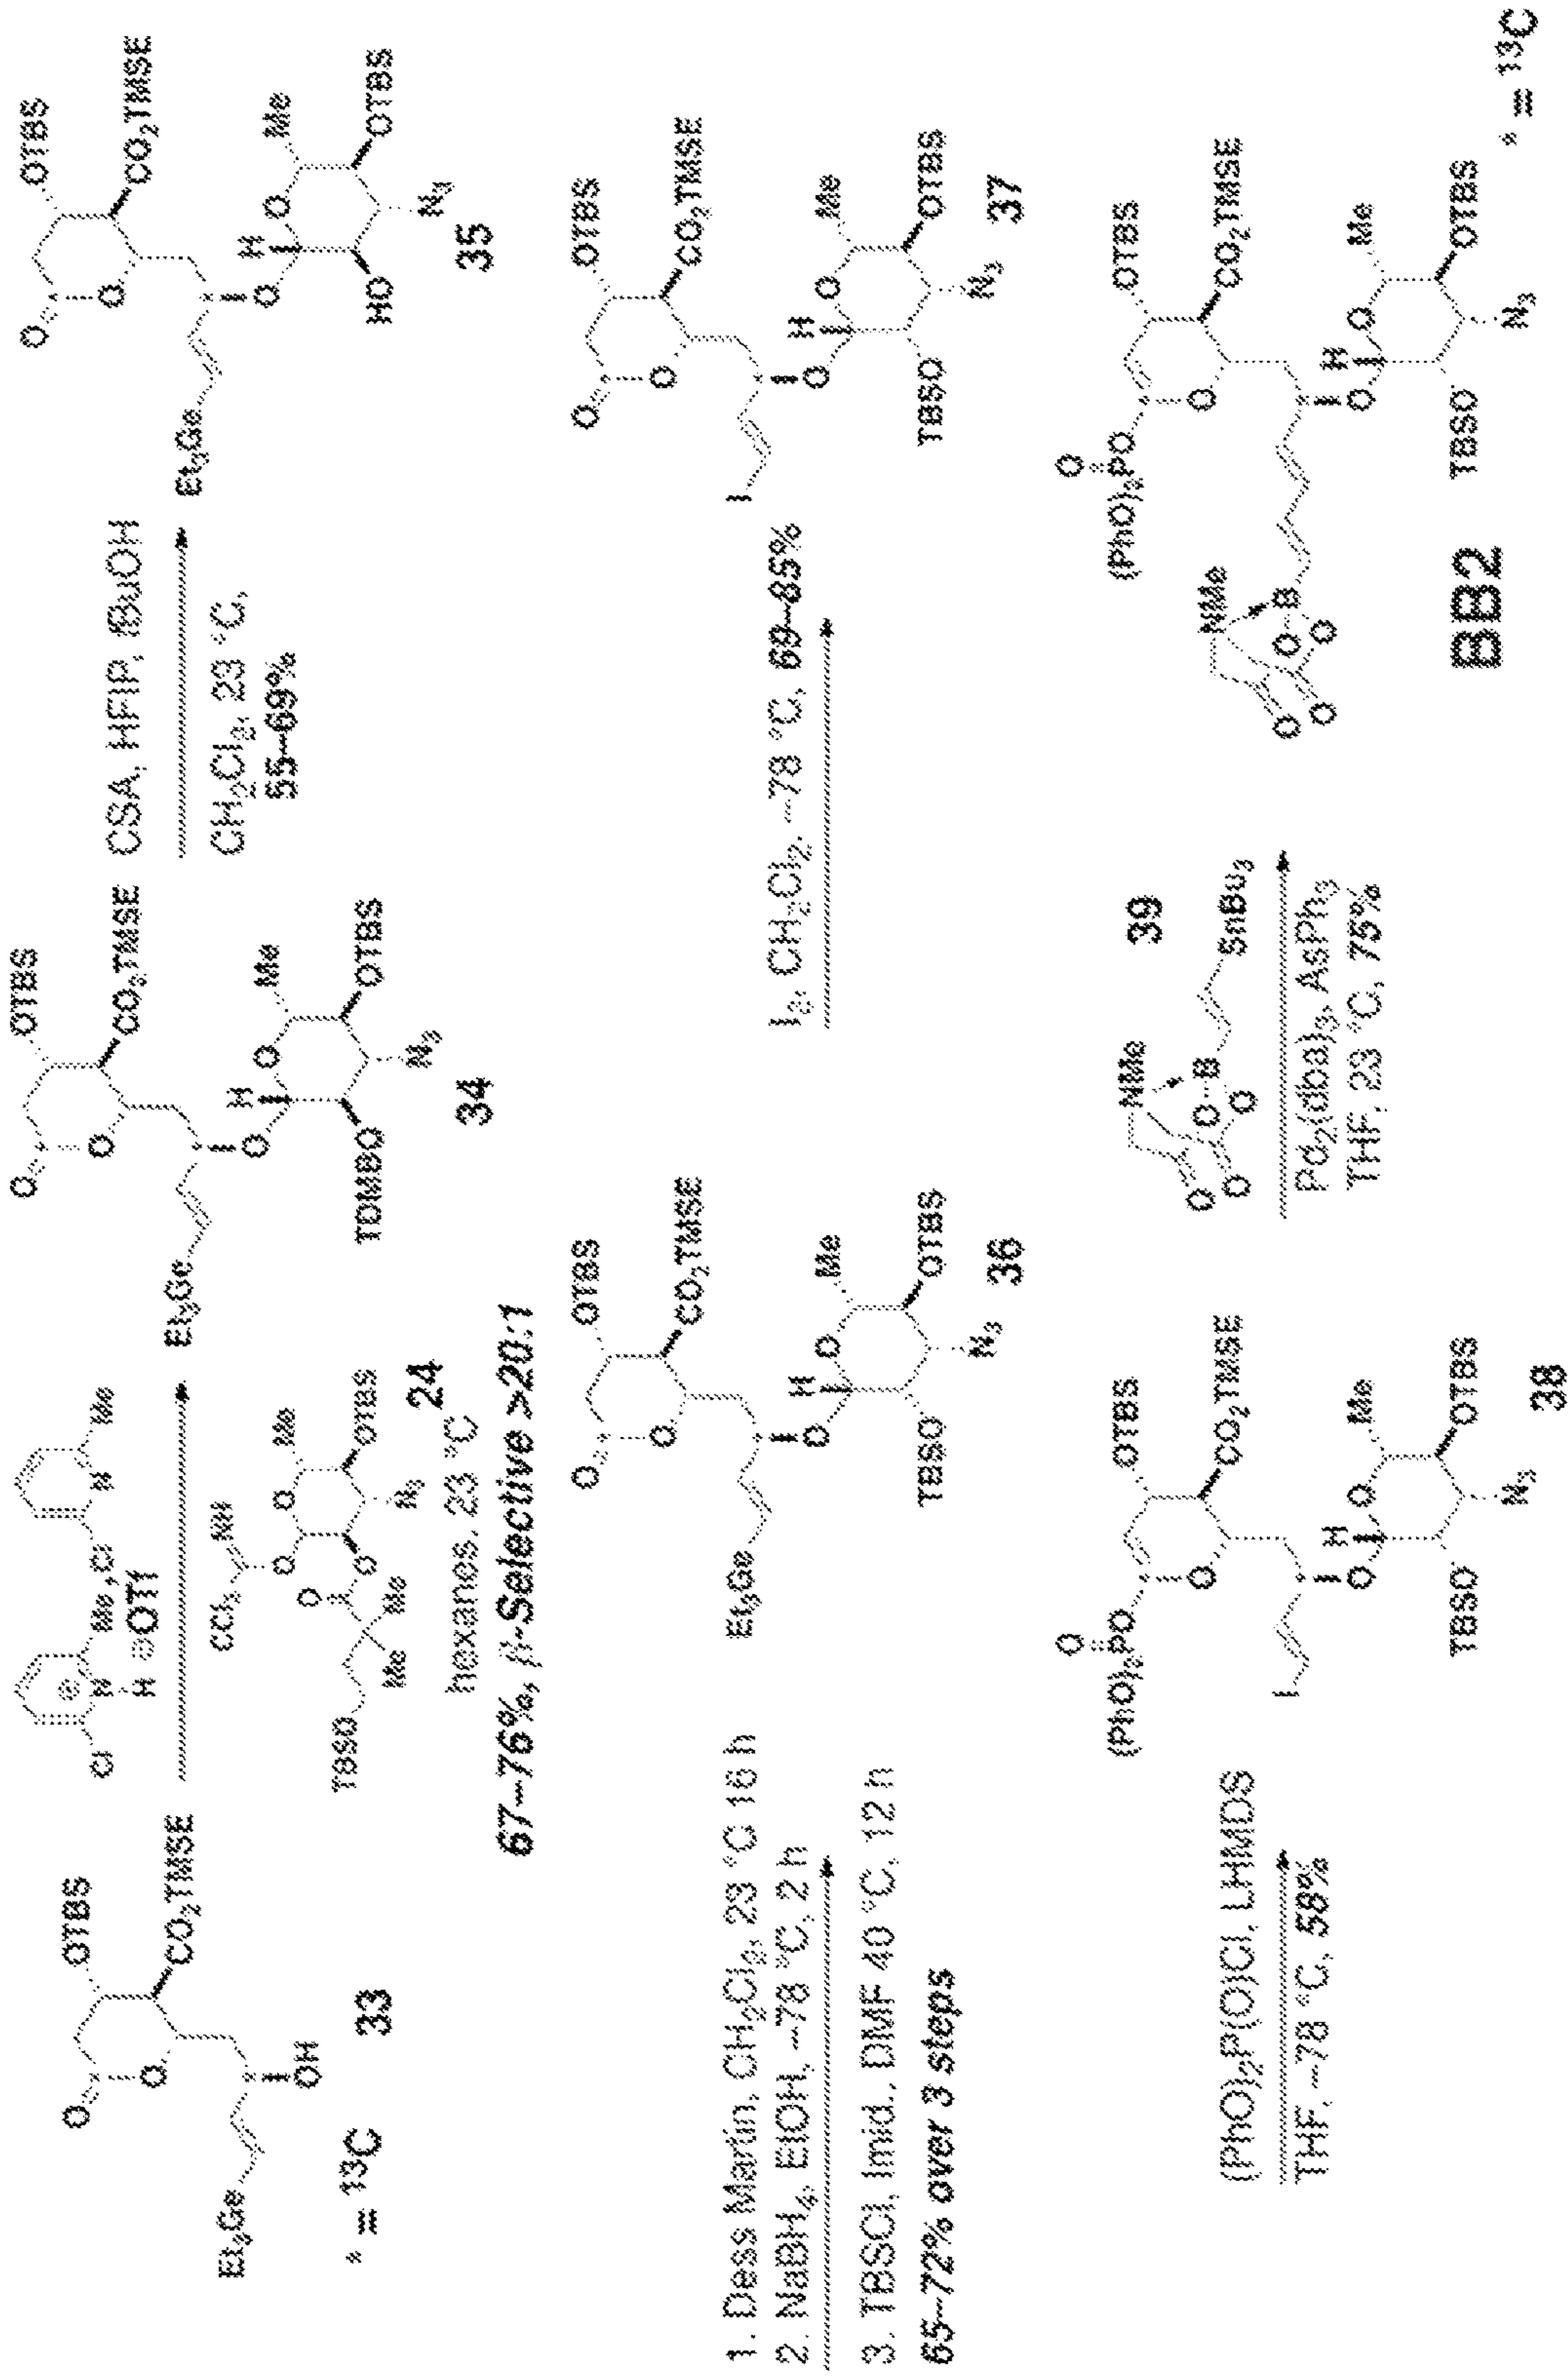 OTBS
O
CO2TMSE
O
Et3Ge
OH
* = 13C
33
Cl
N
H
Me
⊕
⊖OTf
Cl
N
Me
CCl3
NH
O
O
Me
OTBS
N3
O
O
Me
Me
TBSO
24
hexanes, 23 °C
67–76%, β-Selective >20:1
OTBS
O
CO2TMSE
O
Et3Ge
H
O
O
Me
OTBS
N3
TDMBO
34
CSA, HFIP, tBuOH
CH2Cl2, 23 °C,
55–69%
OTBS
O
CO2TMSE
O
Et3Ge
H
O
O
Me
OTBS
N3
HO
35
1. Dess Martin, CH2Cl2, 23 °C 16 h
2. NaBH4, EtOH, –78 °C, 2 h
3. TBSCl, Imid., DMF 40 °C, 12 h
65–72% over 3 steps
OTBS
O
CO2TMSE
O
Et3Ge
H
O
O
Me
OTBS
N3
TBSO
36
I2, CH2Cl2, –78 °C, 69–85%
OTBS
O
CO2TMSE
O
I
H
O
O
Me
OTBS
N3
TBSO
37
(PhO)2P(O)Cl, LHMDS
THF, –78 °C, 58%
O
(PhO)2PO
OTBS
CO2TMSE
O
I
H
O
O
Me
OTBS
N3
TBSO
38
NMe
B
O
O
O
O
SnBu3
39
Pd2(dba)3, AsPh3
THF, 23 °C, 75%
O
(PhO)2PO
OTBS
CO2TMSE
O
NMe
B
O
O
O
O
H
O
O
Me
OTBS
N3
TBSO
BB2
* = 13C